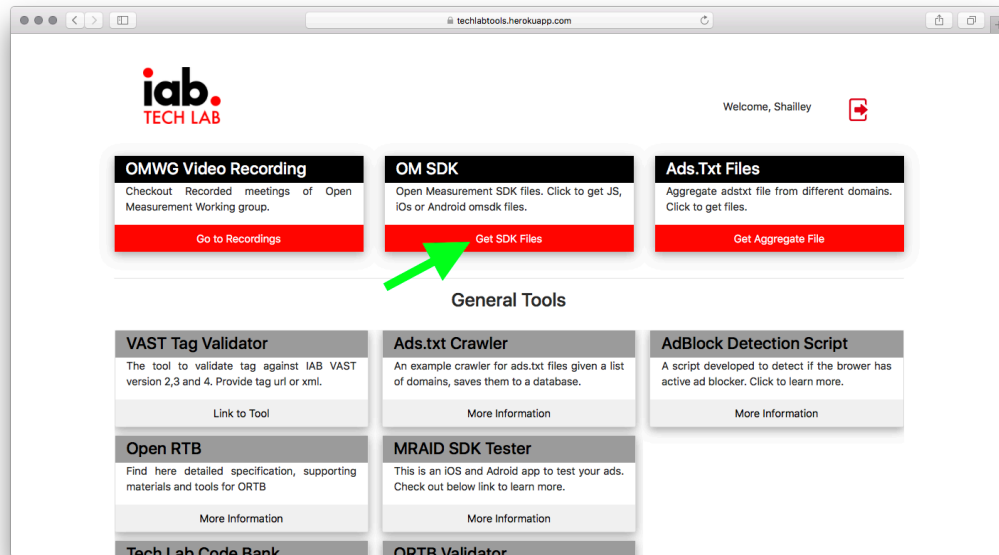 techlabtools.herokuapp.com
iab.
TECH LAB
Welcome, Shailley
OMWG Video Recording
Checkout Recorded meetings of Open
Measurement Working group.
Go to Recordings
OM SDK
Open Measurement SDK files. Click to get JS,
iOs or Android omsdk files.
Get SDK Files
Ads.Txt Files
Aggregate adstxt file from different domains.
Click to get files.
Get Aggregate File
General Tools
VAST Tag Validator
The tool to validate tag against IAB VAST
version 2,3 and 4. Provide tag url or xml.
Link to Tool
Ads.txt Crawler
An example crawler for ads.txt files given a list
of domains, saves them to a database.
More Information
AdBlock Detection Script
A script developed to detect if the brower has
active ad blocker. Click to learn more.
More Information
Open RTB
Find here detailed specification, supporting
materials and tools for ORTB
More Information
MRAID SDK Tester
This is an iOS and Adroid app to test your ads.
Check out below link to learn more.
More Information
Tech Lab Code Bank
ORTB Validator